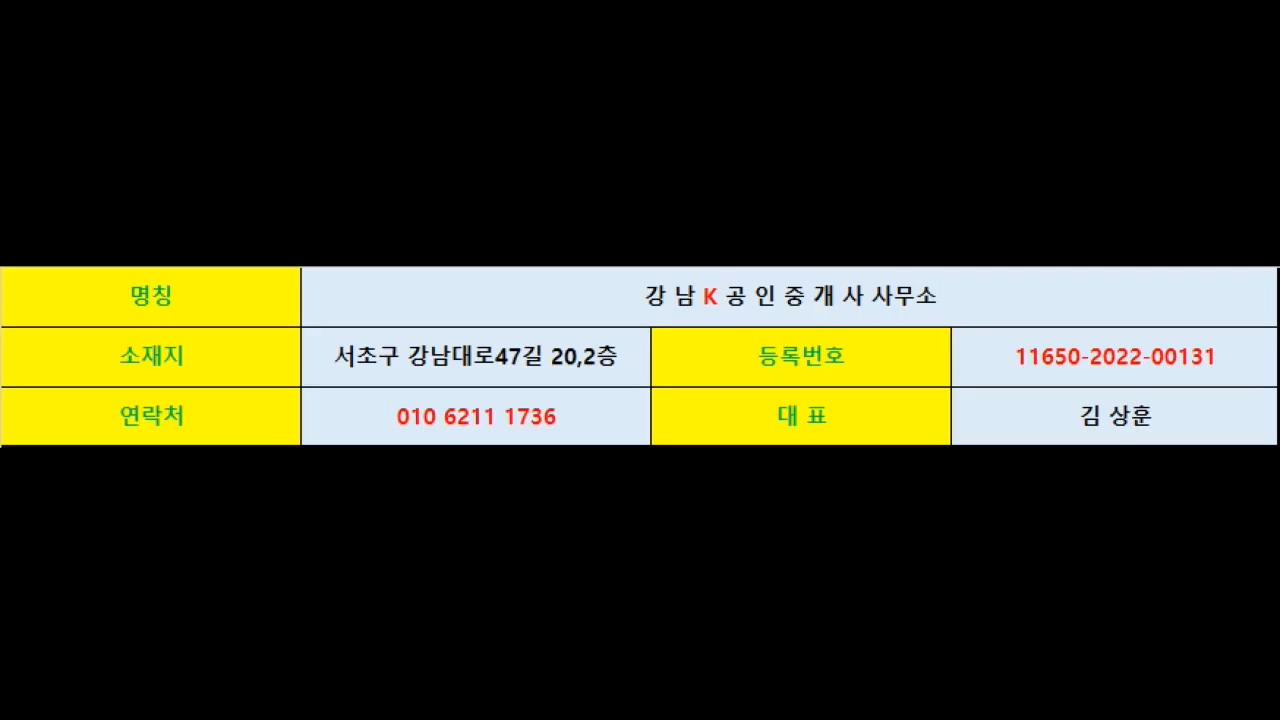 명칭 강 남 K 공 인 중 개 사 사무소
소재지 서초구 강남대로47길 20,2층 등록번호 11650-2022-00131
연락처 010 6211 1736 대 표 김 상훈